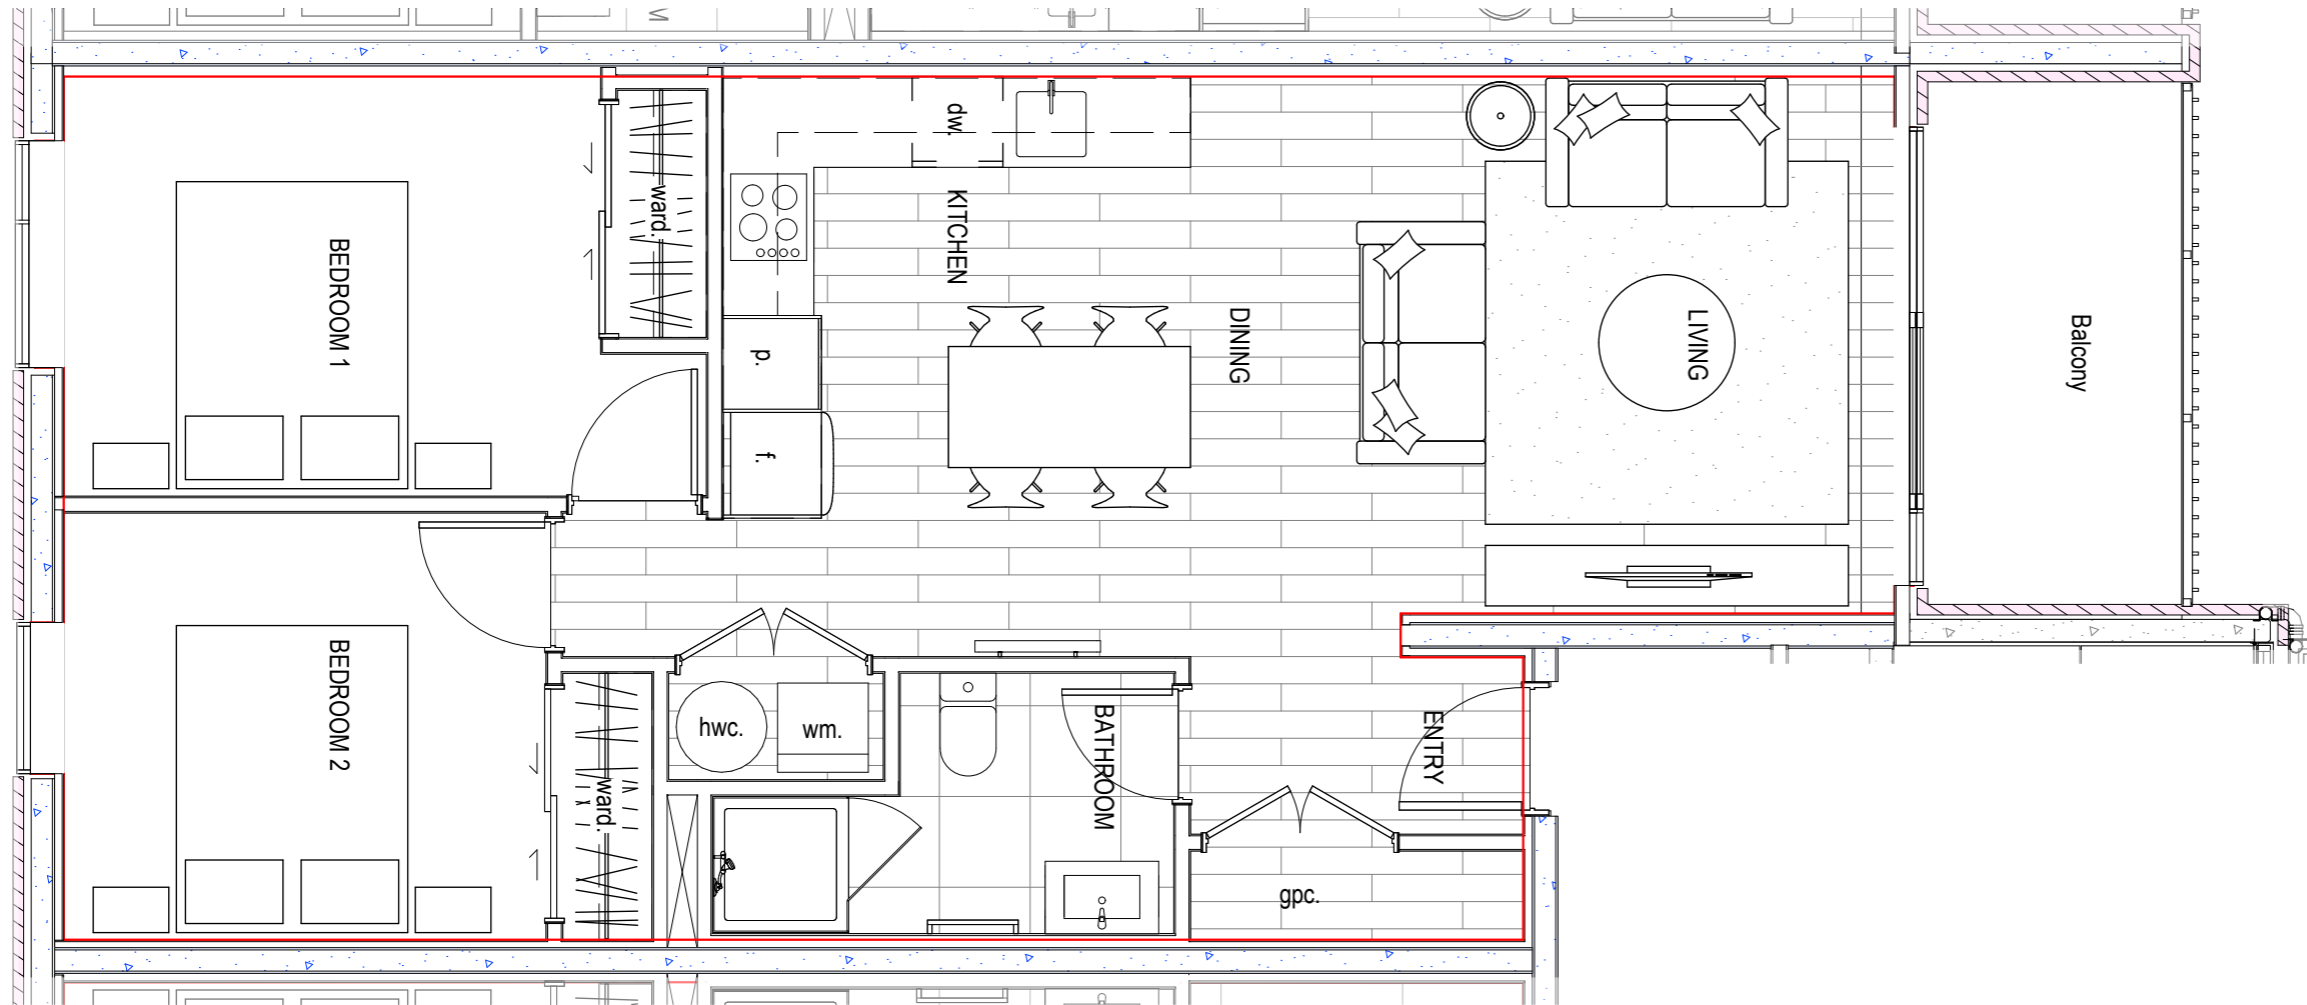 dw.
ward.
KITCHEN
BEDROOM 1
DINING
LIVING
Balcony
p.
f.
BEDROOM 2
hwc.
wm.
BATHROOM
ENTRY
ward.
gpc.